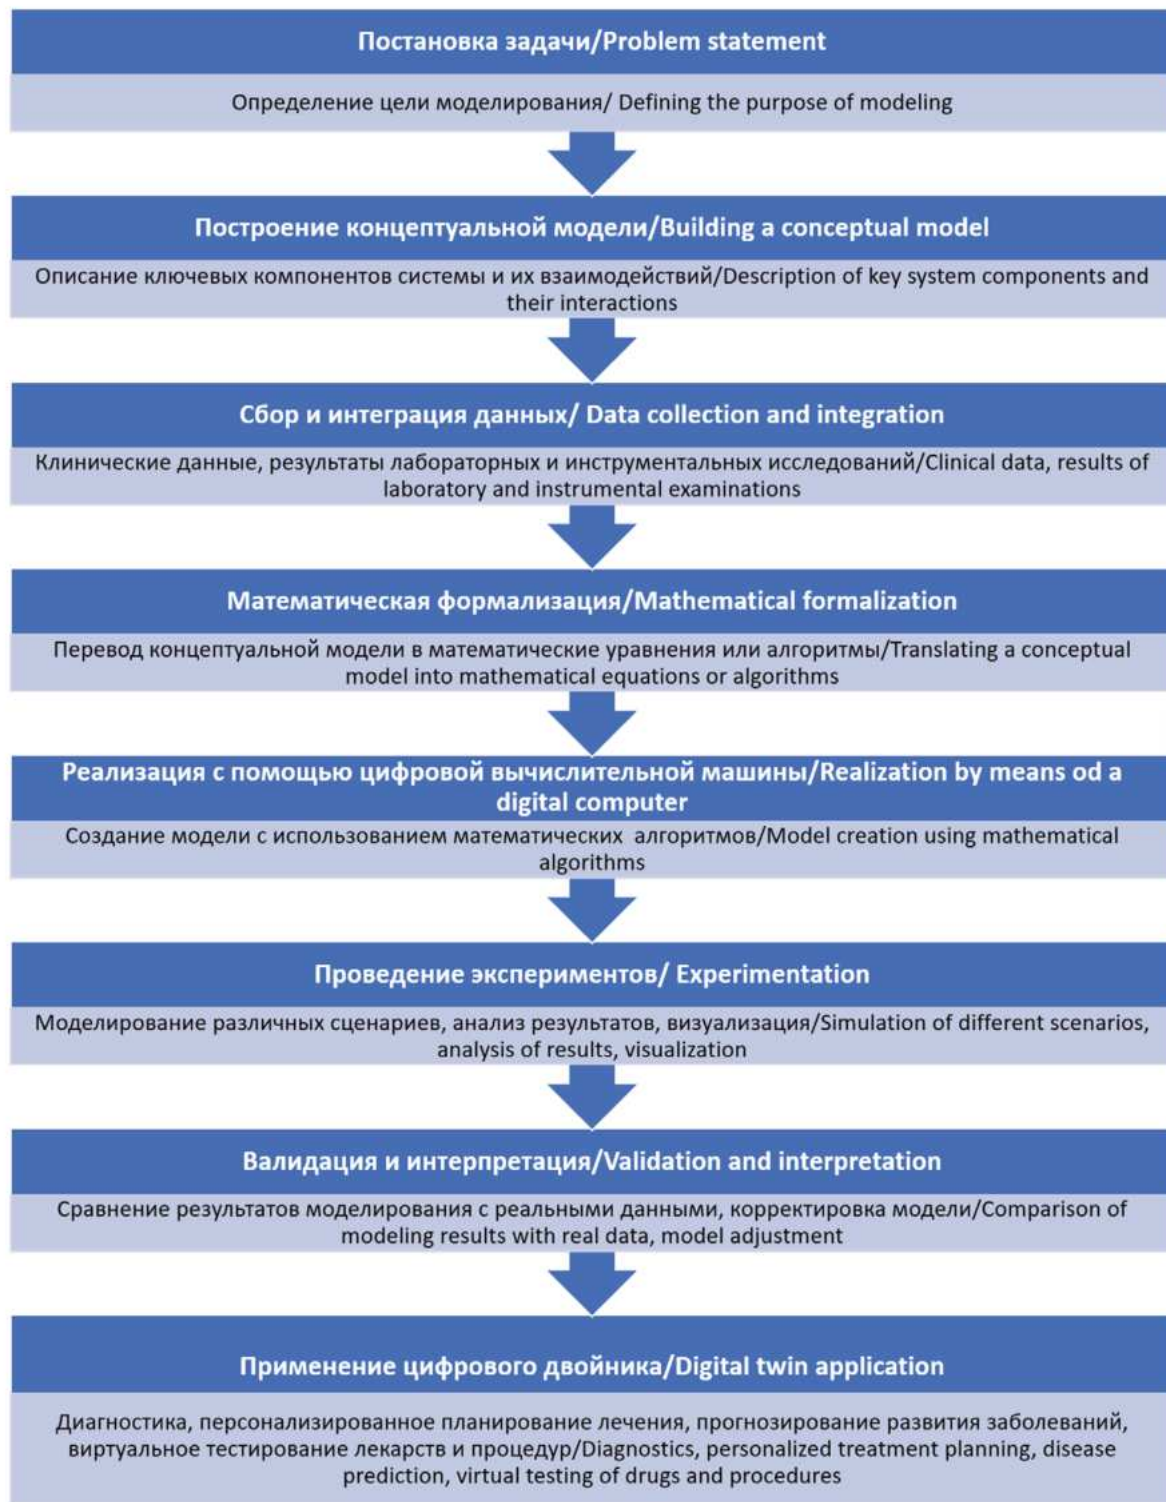 Постановка задачи/Problem statement
Определение цели моделирования/ Defining the purpose of modeling
Построение концептуальной модели/Building a conceptual model
Описание ключевых компонентов системы и их взаимодействий/Description of key system components and
their interactions
Сбор и интеграция данных/ Data collection and integration
Клинические данные, результаты лабораторных и инструментальных исследований/Clinical data, results of
laboratory and instrumental examinations
Математическая формализация/Mathematical formalization
Перевод концептуальной модели в математические уравнения или алгоритмы/Translating a conceptual
model into mathematical equations or algorithms
Реализация с помощью цифровой вычислительной машины/Realization by means od a
digital computer
Создание модели с использованием математических алгоритмов/Model creation using mathematical
algorithms
Проведение экспериментов/ Experimentation
Моделирование различных сценариев, анализ результатов, визуализация/Simulation of different scenarios,
analysis of results, visualization
Валидация и интерпретация/Validation and interpretation
Сравнение результатов моделирования с реальными данными, корректировка модели/Comparison of
modeling results with real data, model adjustment
Применение цифрового двойника/Digital twin application
Диагностика, персонализированное планирование лечения, прогнозирование развития заболеваний,
виртуальное тестирование лекарств и процедур/Diagnostics, personalized treatment planning, disease
prediction, virtual testing of drugs and procedures